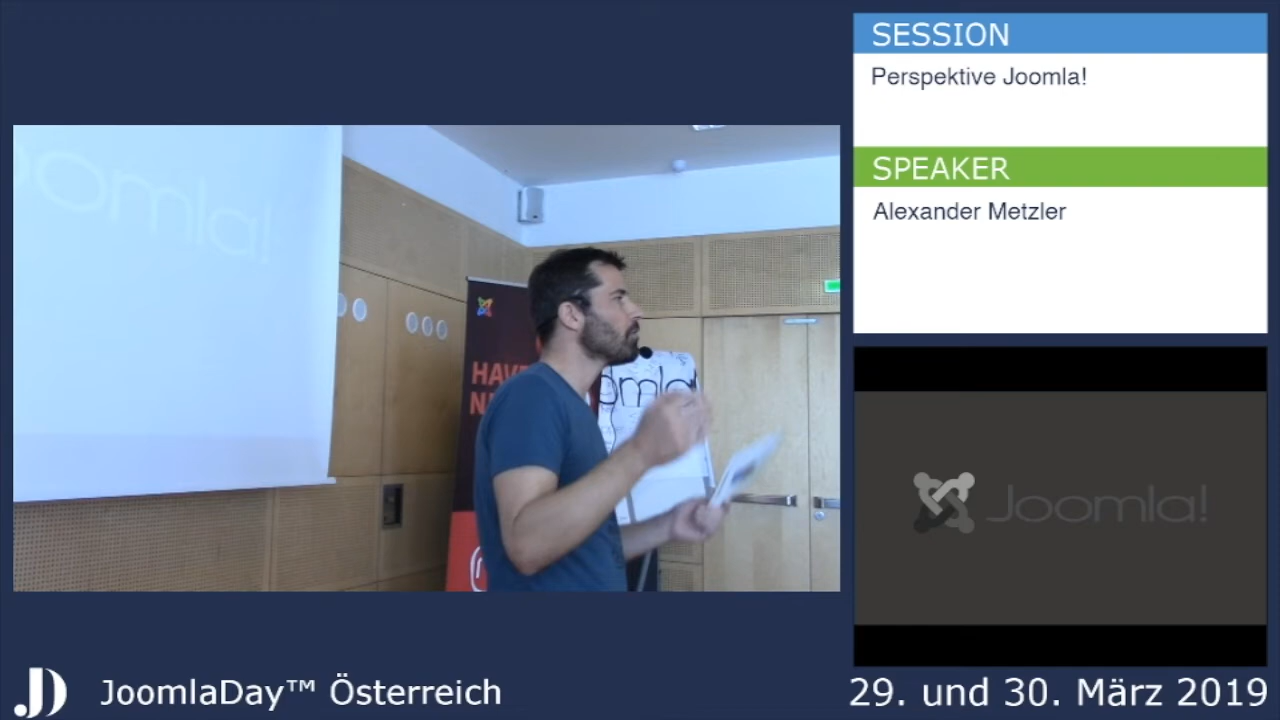 SESSION
Perspektive Joomla!
SPEAKER
Alexander Metzler
Joomla!
JoomlaDay™ Österreich
29. und 30. März 2019